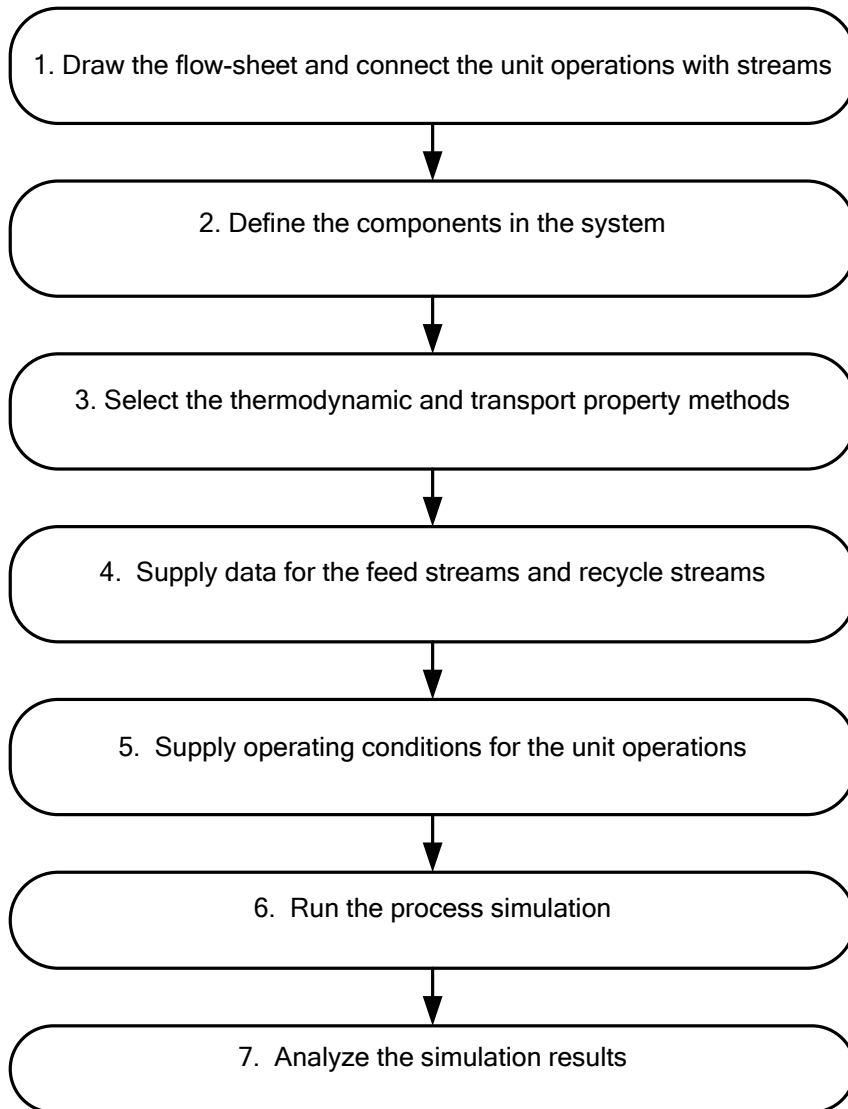 1. Draw the flow-sheet and connect the unit operations with streams
2. Define the components in the system
3. Select the thermodynamic and transport property methods
4.  Supply data for the feed streams and recycle streams
5.  Supply operating conditions for the unit operations
6.  Run the process simulation
7.  Analyze the simulation results